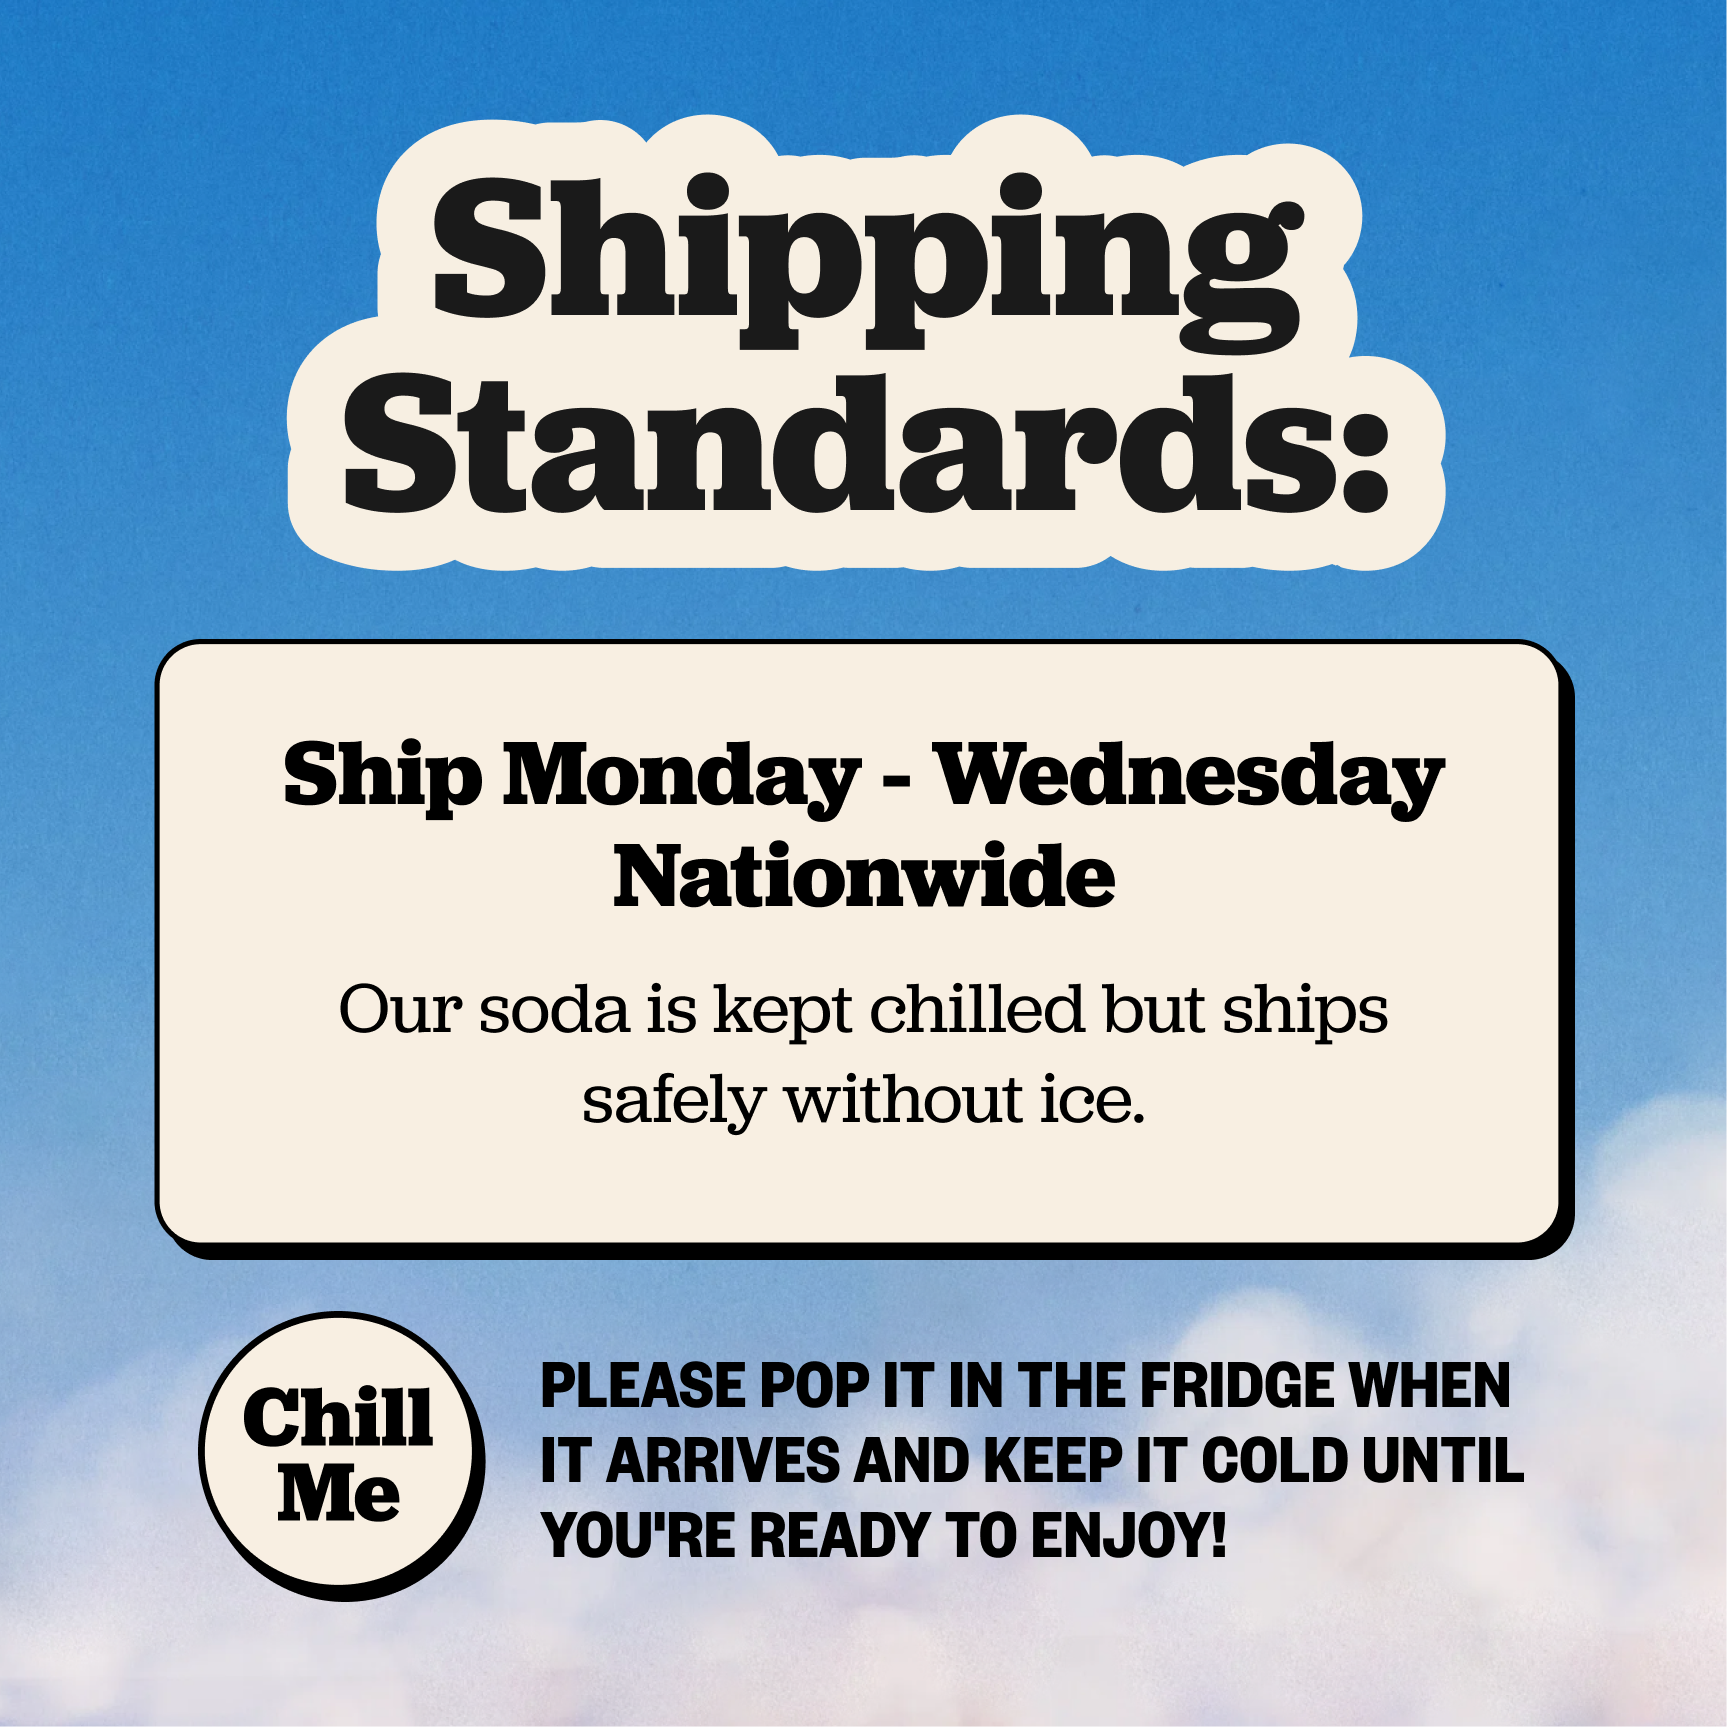 Shipping
Standards:
Ship Monday - Wednesday
Nationwide
Our soda is kept chilled but ships
safely without ice.
Chill
Me
PLEASE POP IT IN THE FRIDGE WHEN
IT ARRIVES AND KEEP IT COLD UNTIL
YOU'RE READY TO ENJOY!